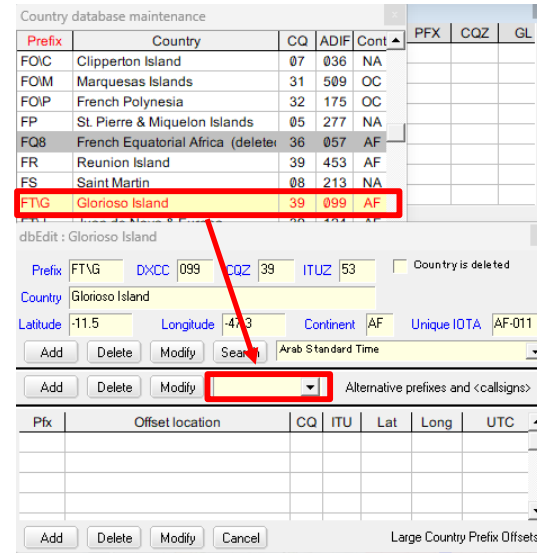 Country database maintenance x
PFX CQZ GL
Prefix Country CQ ADIF Cont
FO\C Clipperton Island 07 036 NA
FO\M Marquesas Islands 31 509 OC
FO\P French Polynesia 32 175 OC
FP St. Pierre & Miquelon Islands 05 277 NA
FQ8 French Equatorial Africa (delete 36 057 AF
FR Reunion Island 39 453 AF
FS Saint Martin 08 213 NA
FT\G Glorioso Island 39 099 AF
dbEdit : Glorioso Island
Prefix FT\G DXCC 099 CQZ 39 ITUZ 53 Country is deleted
Country Glorioso Island
Latitude -11.5 Longitude -47.3 Continent AF Unique IOTA AF-011
Add Delete Modify Search Arab Standard Time
Add Delete Modify Alternative prefixes and <callsigns>
Pfx Offset location CQ ITU Lat Long UTC
Add Delete Modify Cancel Large Country Prefix Offsets